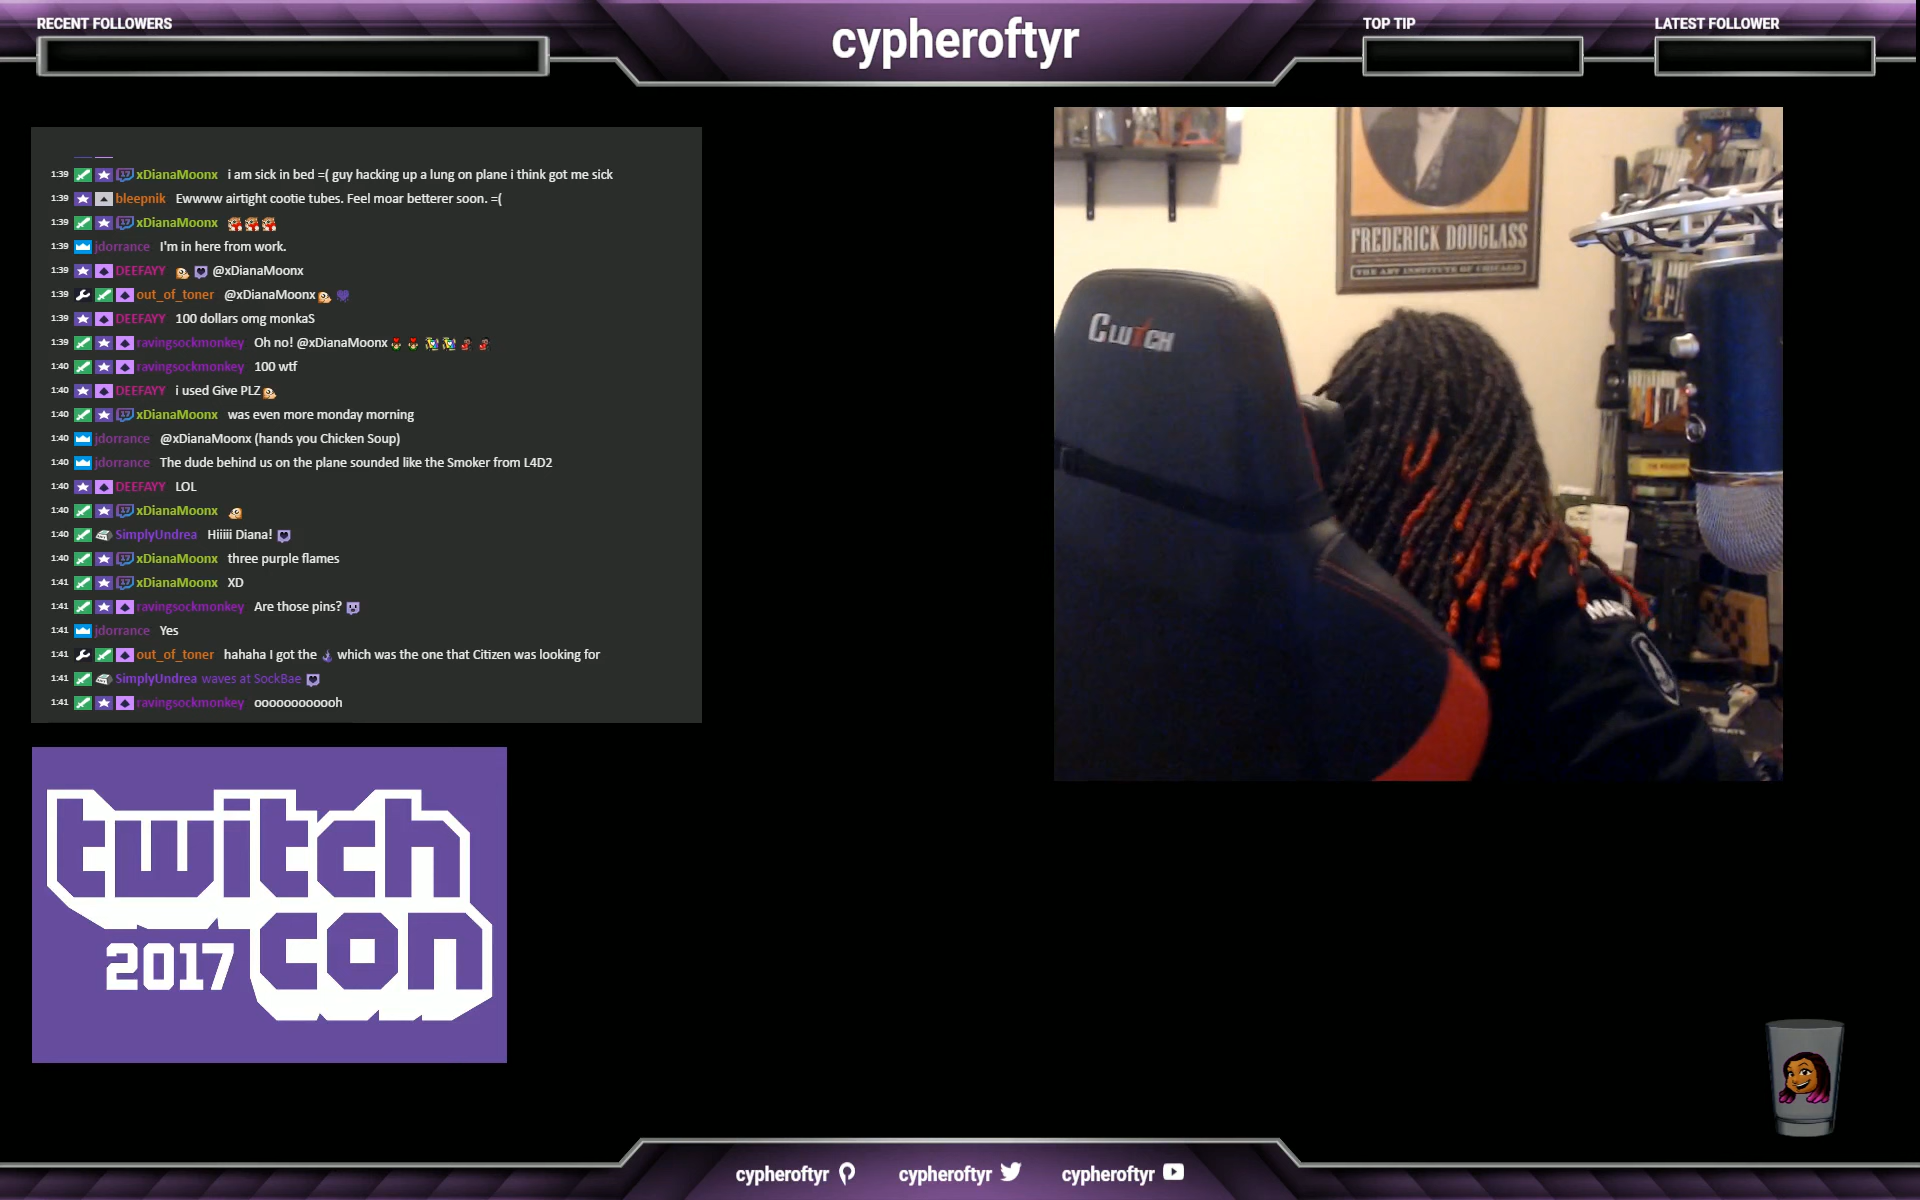 RECENT FOLLOWERS
cypheroftyr
TOP TIP
LATEST FOLLOWER
1:39 xDianaMoonx i am sick in bed =( guy hacking up a lung on plane i think got me sick
1:39 bleepnik Ewwww airtight cootie tubes. Feel moar betterer soon. =(
1:39 xDianaMoonx
1:39 jdorrance I'm in here from work.
1:39 DEEFAYY @xDianaMoonx
1:39 out_of_toner @xDianaMoonx
1:39 DEEFAYY 100 dollars omg monkaS
1:39 ravingsockmonkey Oh no! @xDianaMoonx
1:40 ravingsockmonkey 100 wtf
1:40 DEEFAYY i used Give PLZ
1:40 xDianaMoonx was even more monday morning
1:40 jdorrance @xDianaMoonx (hands you Chicken Soup)
1:40 jdorrance The dude behind us on the plane sounded like the Smoker from L4D2
1:40 DEEFAYY LOL
1:40 xDianaMoonx
1:40 SimplyUndrea Hiiiii Diana!
1:40 xDianaMoonx three purple flames
1:41 xDianaMoonx XD
1:41 ravingsockmonkey Are those pins?
1:41 jdorrance Yes
1:41 out_of_toner hahaha I got the which was the one that Citizen was looking for
1:41 SimplyUndrea waves at SockBae
1:41 ravingsockmonkey oooooooooooh
FREDERICK DOUGLASS
THE ART INSTITUTE OF CHICAGO
CLUTCH
twitch
con
2017
cypheroftyr
cypheroftyr
cypheroftyr